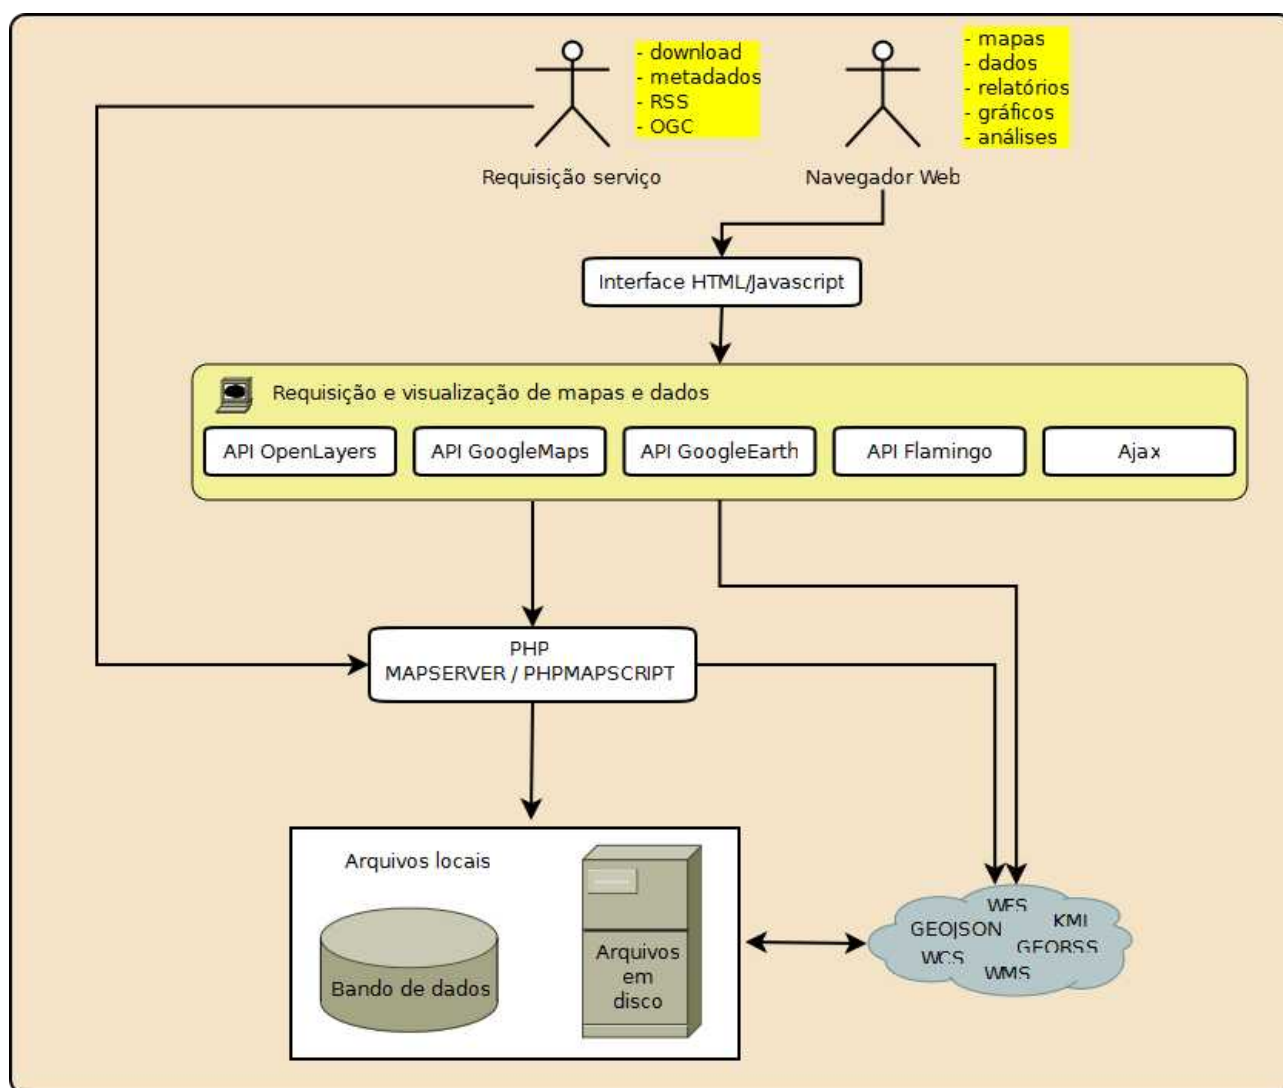 - download
- metadados
- RSS
- OGC
Requisição serviço
- mapas
- dados
- relatórios
- gráficos
- análises
Navegador Web
Interface HTML/Javascript
Requisição e visualização de mapas e dados
API OpenLayers
API GoogleMaps
API GoogleEarth
API Flamingo
Ajax
PHP
MAPSERVER / PHPMAPSCRIPT
Arquivos locais
Bando de dados
Arquivos
em
disco
WFS
KML
GEOJSON
GEORSS
WCS
WMS